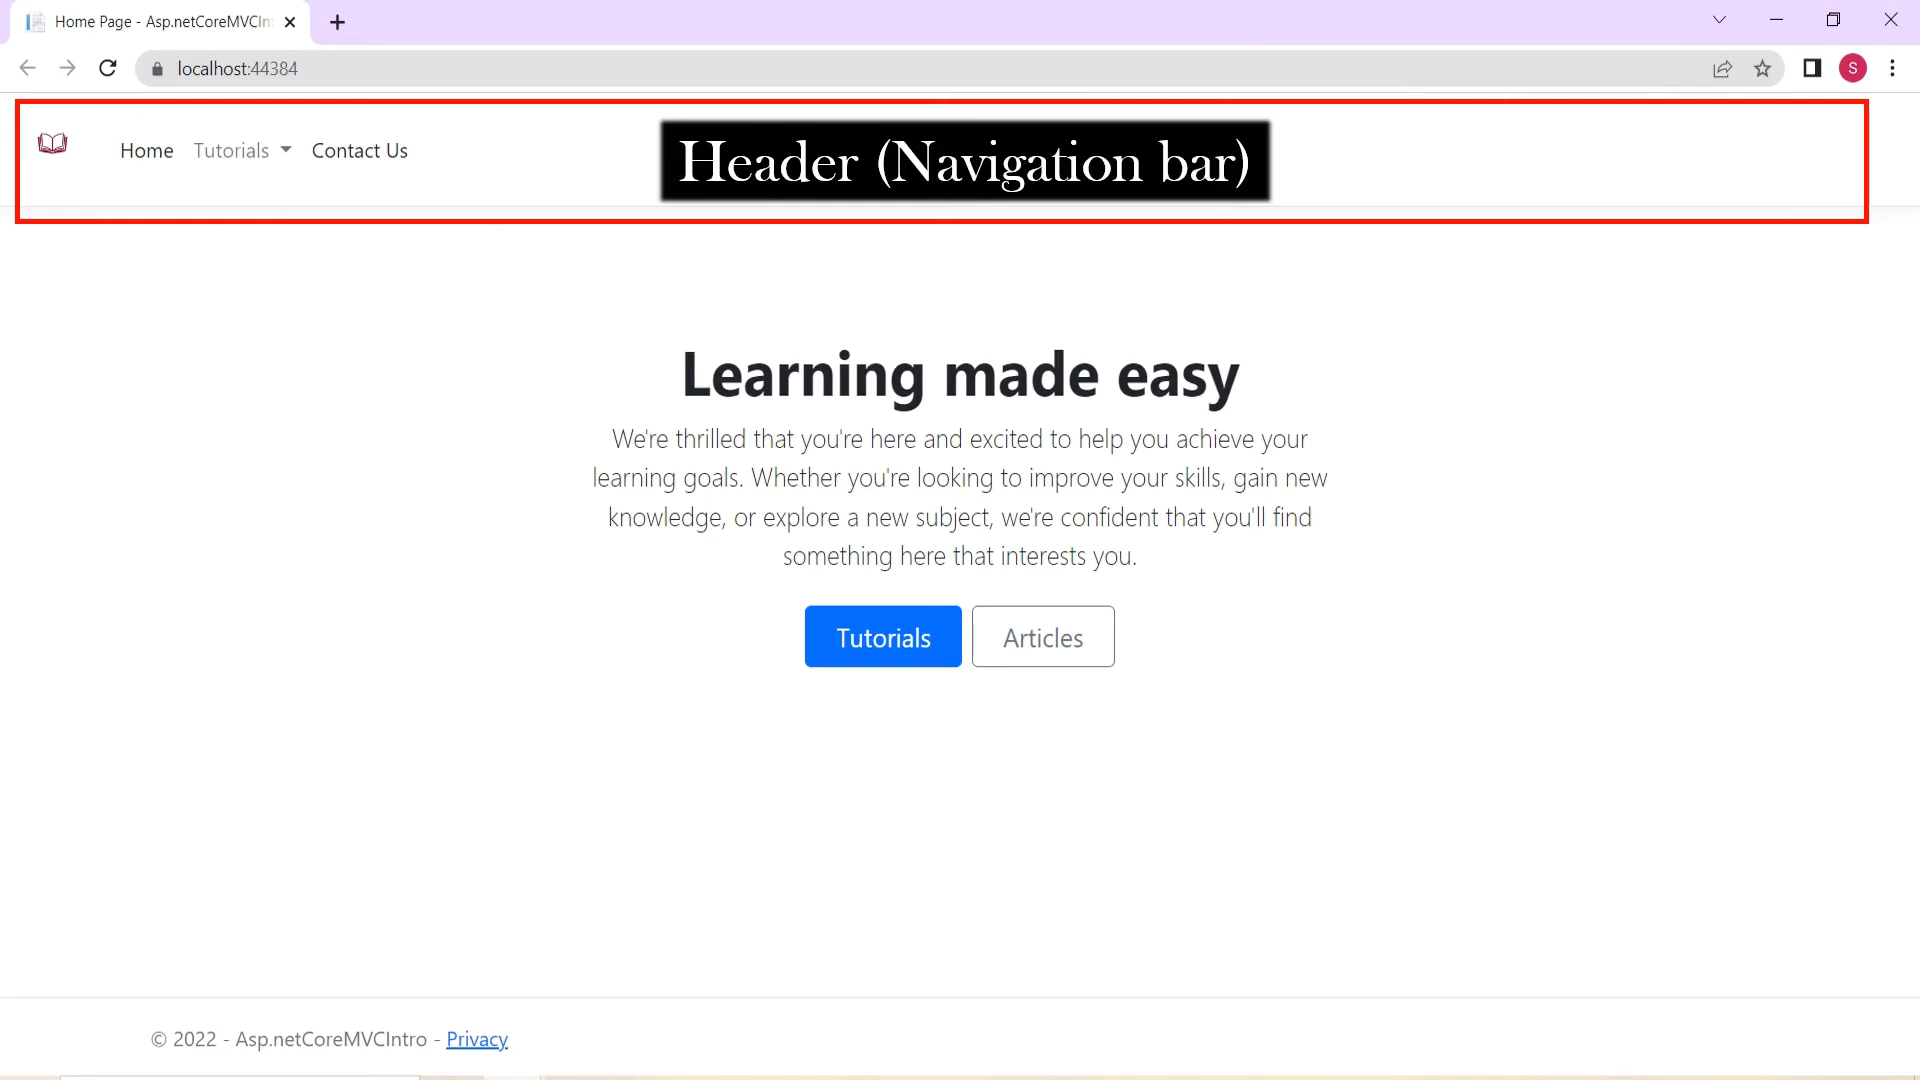 Home Page - Asp.netCoreMVCIn
localhost:44384
S
Home Tutorials Contact Us
Header (Navigation bar)
Learning made easy
We're thrilled that you're here and excited to help you achieve your
learning goals. Whether you're looking to improve your skills, gain new
knowledge, or explore a new subject, we're confident that you'll find
something here that interests you.
Tutorials Articles
© 2022 - Asp.netCoreMVCIntro - Privacy